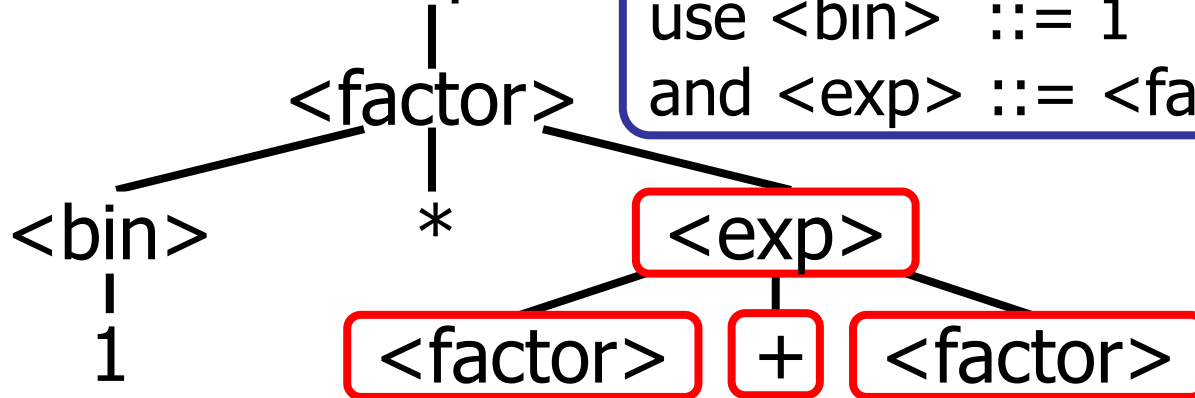 use <bin> ::= 1
and <exp> ::= <fa
<factor>
<bin> * <exp>
1 <factor> + <factor>